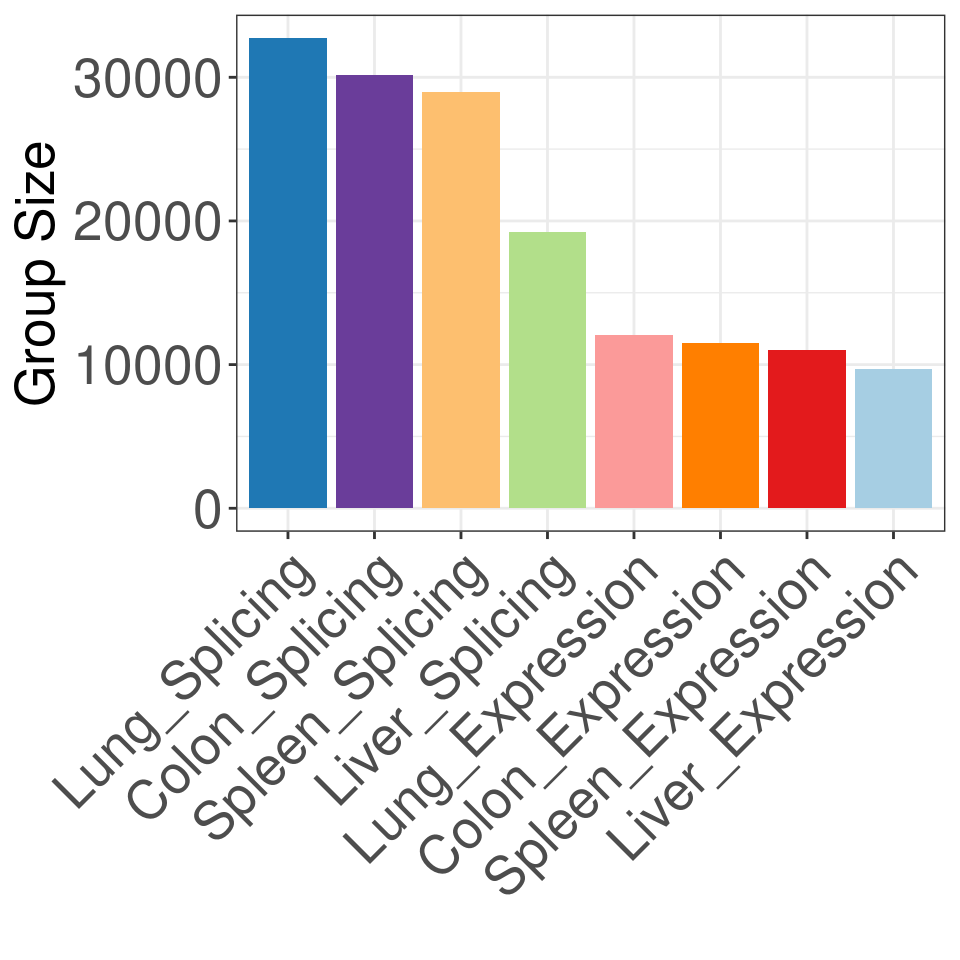 Group Size
30000
20000
10000
0
Lung_Splicing
Colon_Splicing
Spleen_Splicing
Liver_Splicing
Lung_Expression
Colon_Expression
Spleen_Expression
Liver_Expression